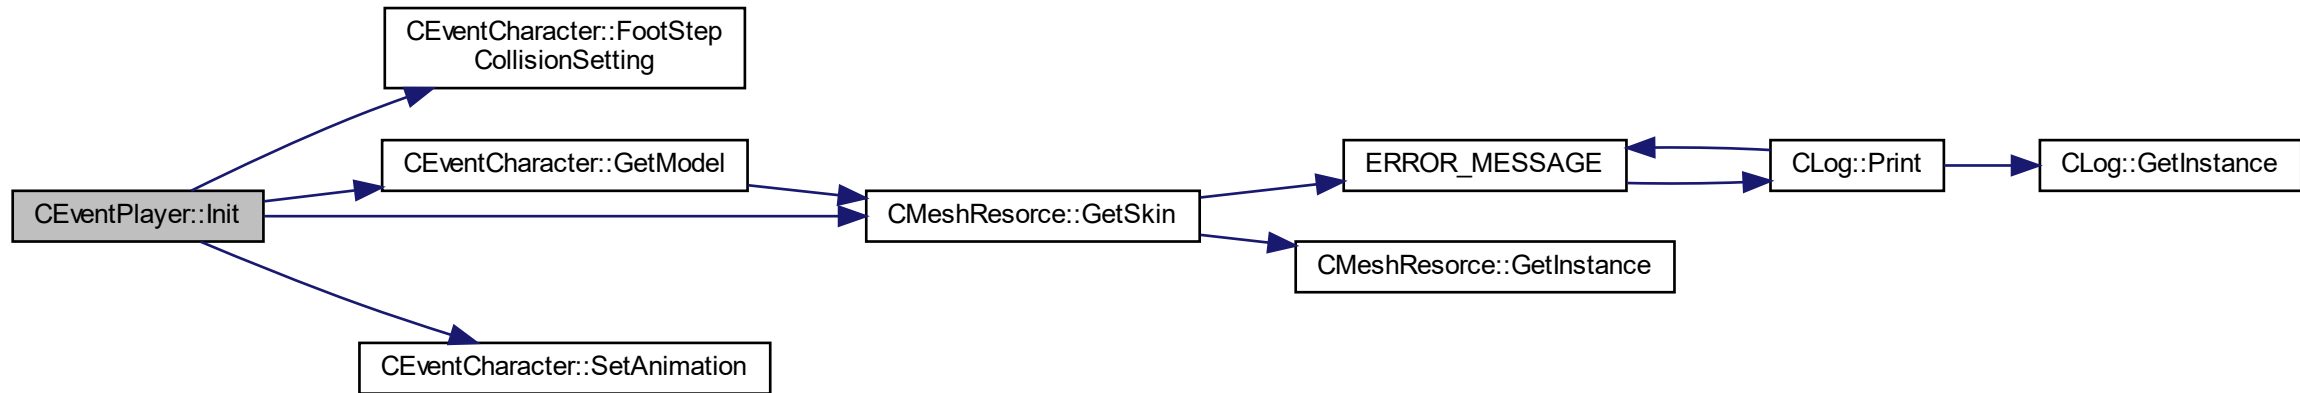 CEventCharacter::FootStep
CollisionSetting
CEventCharacter::GetModel
ERROR_MESSAGE
CLog::Print
CLog::GetInstance
CEventPlayer::Init
CMeshResorce::GetSkin
CMeshResorce::GetInstance
CEventCharacter::SetAnimation